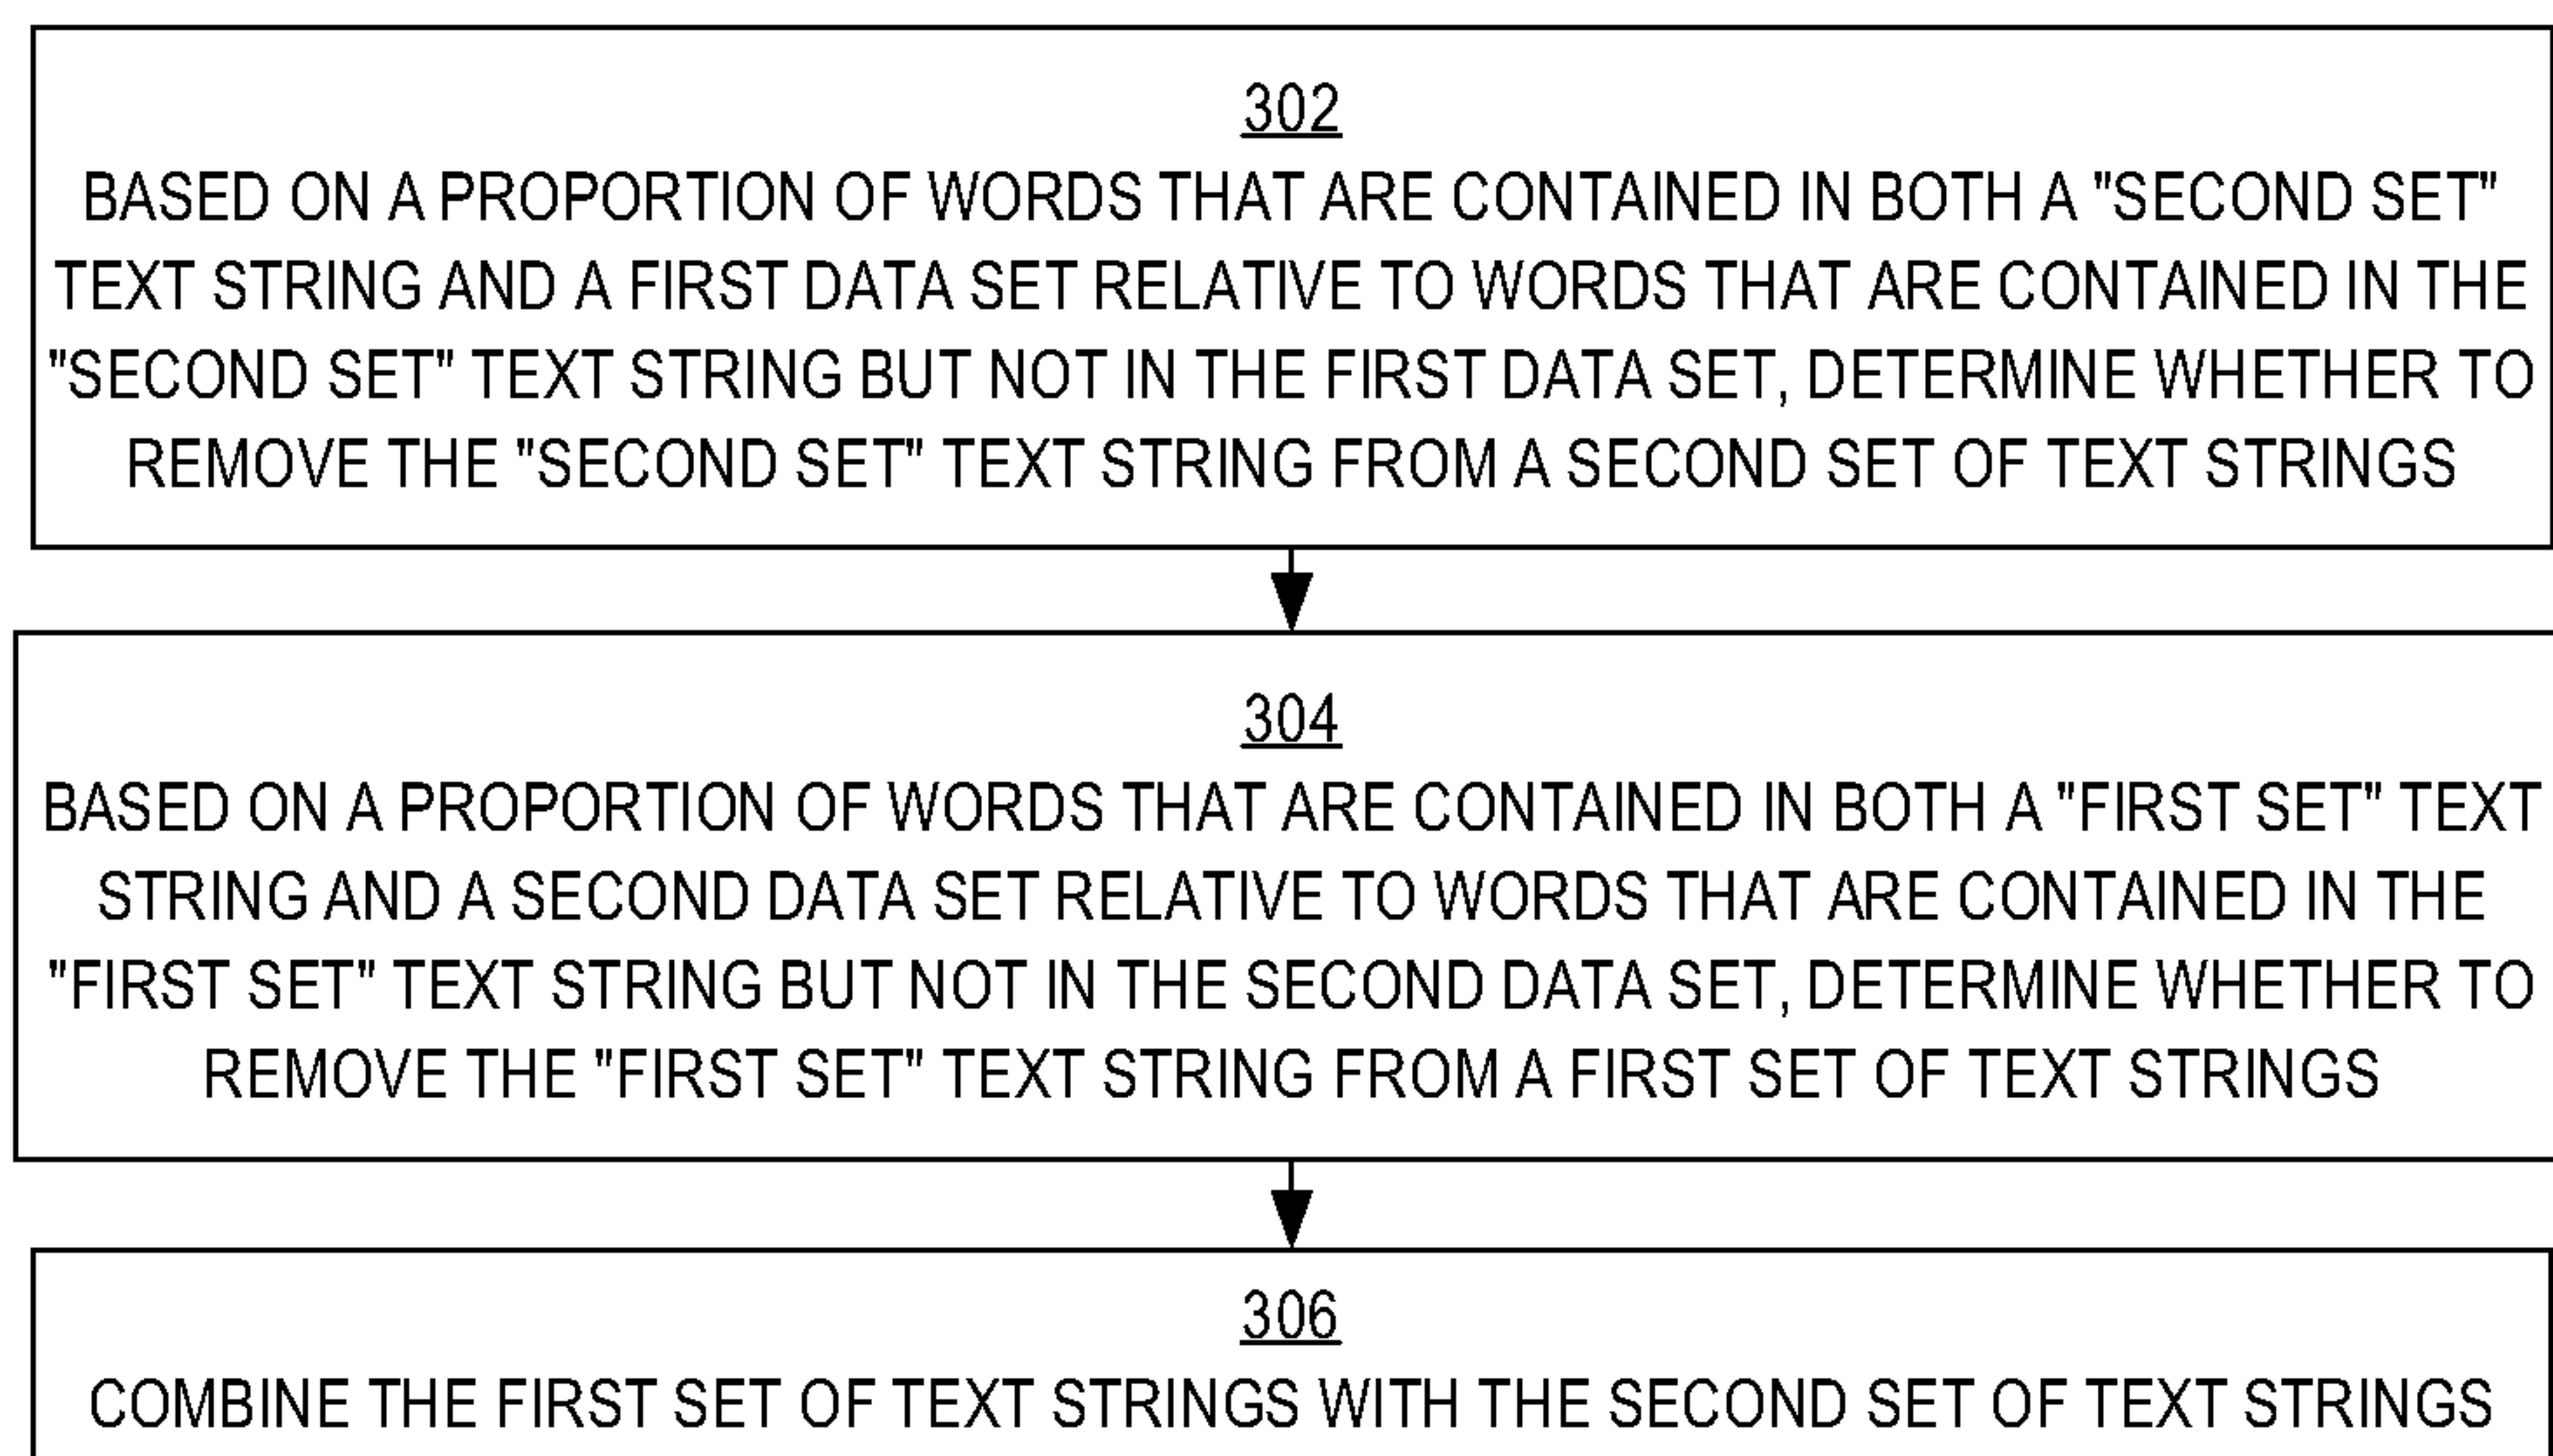 302
BASED ON A PROPORTION OF WORDS THAT ARE CONTAINED IN BOTH A "SECOND SET"
TEXT STRING AND A FIRST DATA SET RELATIVE TO WORDS THAT ARE CONTAINED IN THE
"SECOND SET" TEXT STRING BUT NOT IN THE FIRST DATA SET, DETERMINE WHETHER TO
REMOVE THE "SECOND SET" TEXT STRING FROM A SECOND SET OF TEXT STRINGS
304
BASED ON A PROPORTION OF WORDS THAT ARE CONTAINED IN BOTH A "FIRST SET" TEXT
STRING AND A SECOND DATA SET RELATIVE TO WORDS THAT ARE CONTAINED IN THE
"FIRST SET" TEXT STRING BUT NOT IN THE SECOND DATA SET, DETERMINE WHETHER TO
REMOVE THE "FIRST SET" TEXT STRING FROM A FIRST SET OF TEXT STRINGS
306
COMBINE THE FIRST SET OF TEXT STRINGS WITH THE SECOND SET OF TEXT STRINGS